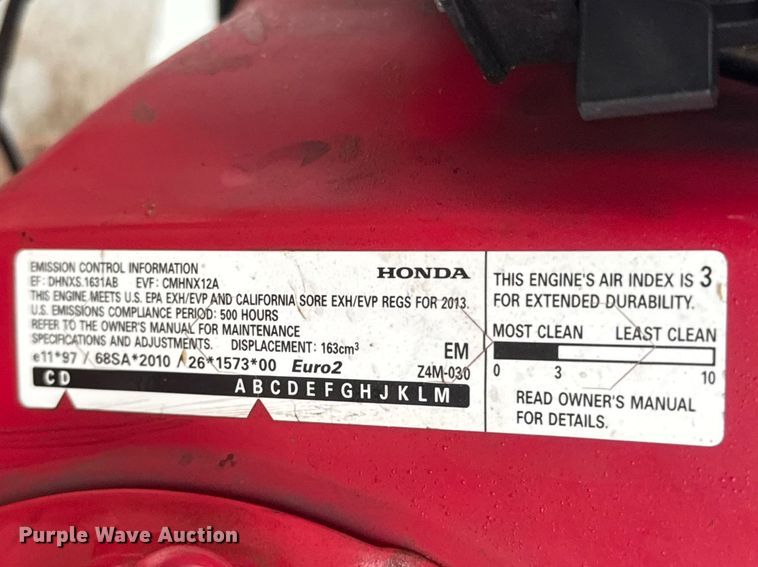 EMISSION CONTROL INFORMATION
HONDA
EF: DHNXS.1631AB EVF: CMHNX12A
THIS ENGINE MEETS U.S. EPA EXH/EVP AND CALIFORNIA SORE EXH/EVP REGS FOR 2013.
U.S. EMISSIONS COMPLIANCE PERIOD: 500 HOURS
REFER TO THE OWNER'S MANUAL FOR MAINTENANCE
SPECIFICATIONS AND ADJUSTMENTS. DISPLACEMENT: 163cm³ EM
e11*97 / 68SA*2010 / 26*1573*00 Euro2 Z4M-030
C D A B C D E F G H J K L M
THIS ENGINE'S AIR INDEX IS 3
FOR EXTENDED DURABILITY.
MOST CLEAN LEAST CLEAN
0 3 10
READ OWNER'S MANUAL
FOR DETAILS.
Purple Wave Auction